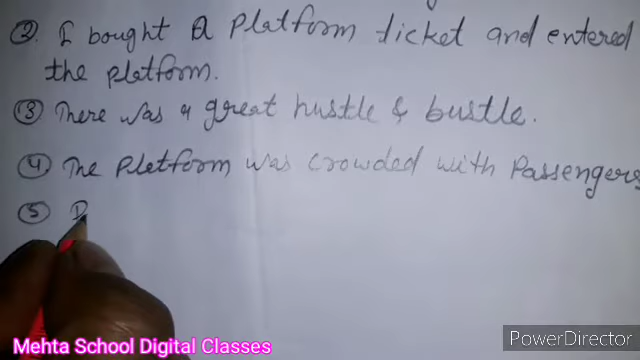 ② I bought a platform ticket and entered
the platform.
③ There was a great hustle & bustle.
④ The platform was crowded with Passengers
⑤
Mehta School Digital Classes
PowerDirector